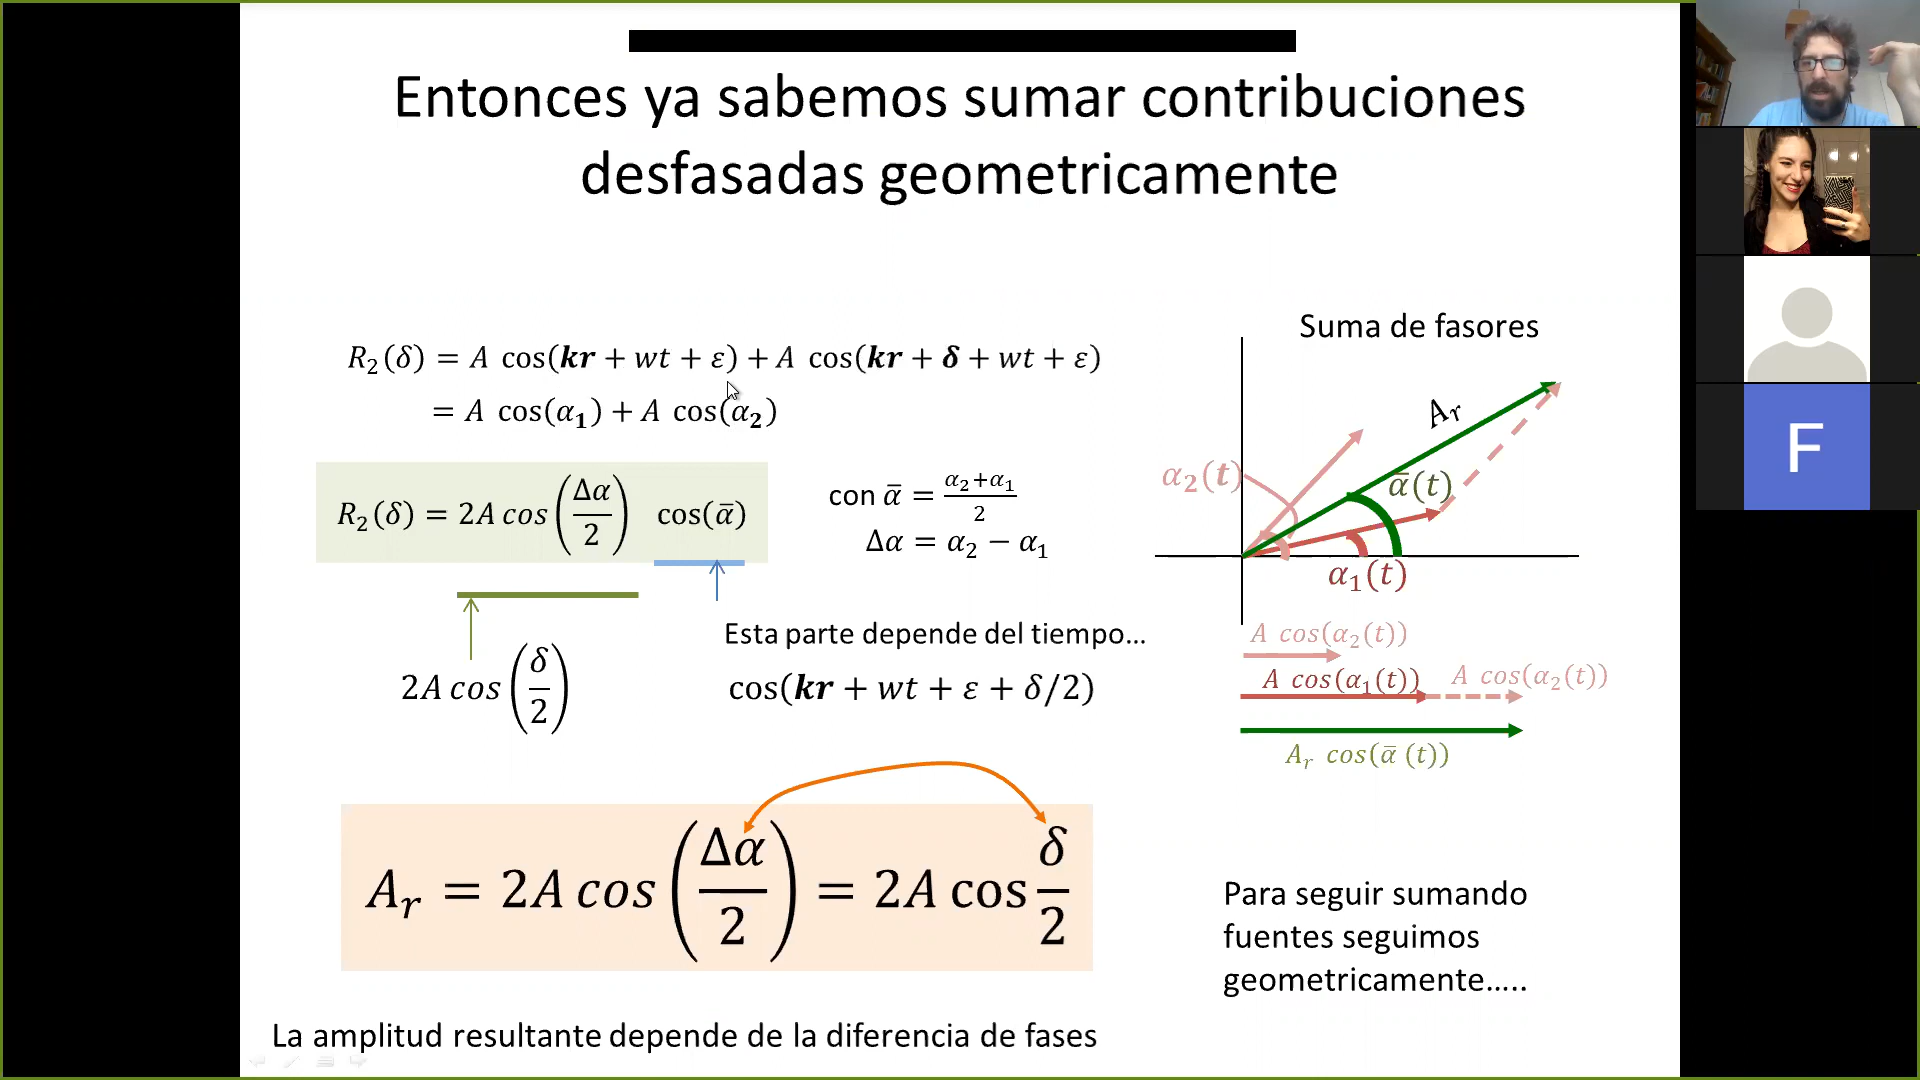 Entonces ya sabemos sumar contribuciones
desfasadas geometricamente
R₂(δ) = A cos(kr + wt + ε) + A cos(kr + δ + wt + ε)
= A cos(α₁) + A cos(α₂)
R₂(δ) = 2A cos(Δα/2) cos(ᾱ)
con ᾱ = (α₂+α₁)/2
Δα = α₂ − α₁
Esta parte depende del tiempo...
2A cos(δ/2)
cos(kr + wt + ε + δ/2)
Aᵣ = 2A cos(Δα/2) = 2A cos δ/2
La amplitud resultante depende de la diferencia de fases
Suma de fasores
Aᵣ
α₂(t)
ᾱ(t)
α₁(t)
A cos(α₂(t))
A cos(α₁(t))
A cos(α₂(t))
Aᵣ cos(ᾱ (t))
Para seguir sumando
fuentes seguimos
geometricamente.....
F